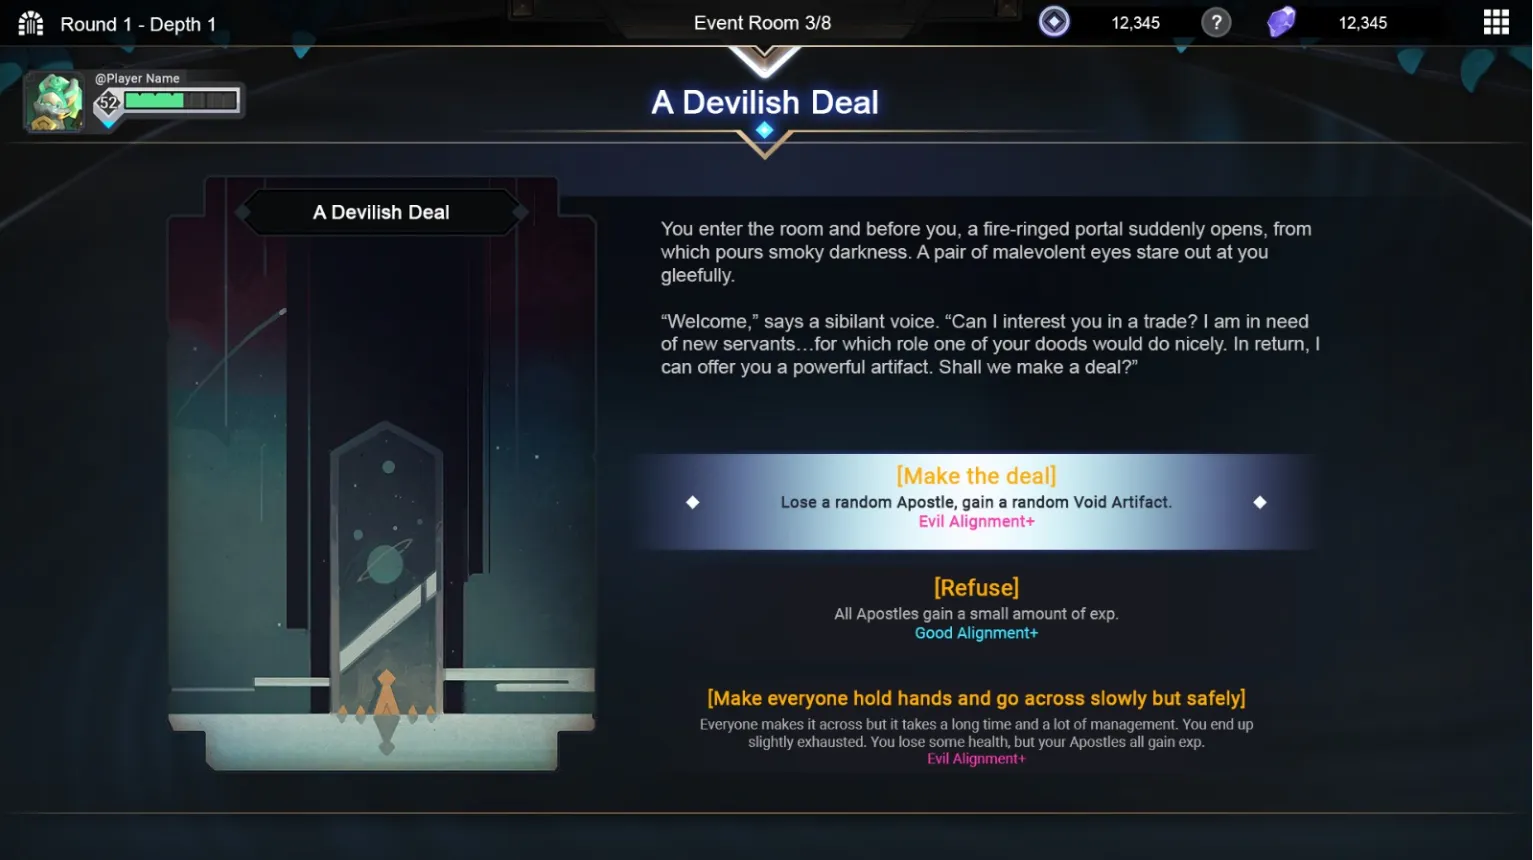 Round 1 - Depth 1
Event Room 3/8
12,345
?
12,345
@Player Name
52
A Devilish Deal
A Devilish Deal
You enter the room and before you, a fire-ringed portal suddenly opens, from
which pours smoky darkness. A pair of malevolent eyes stare out at you
gleefully.
“Welcome,” says a sibilant voice. “Can I interest you in a trade? I am in need
of new servants…for which role one of your doods would do nicely. In return, I
can offer you a powerful artifact. Shall we make a deal?”
[Make the deal]
Lose a random Apostle, gain a random Void Artifact.
Evil Alignment+
[Refuse]
All Apostles gain a small amount of exp.
Good Alignment+
[Make everyone hold hands and go across slowly but safely]
Everyone makes it across but it takes a long time and a lot of management. You end up
slightly exhausted. You lose some health, but your Apostles all gain exp.
Evil Alignment+